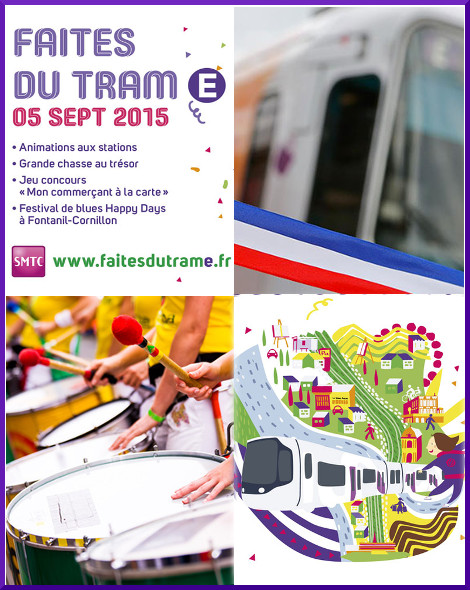 FAITES
DU TRAM E
05 SEPT 2015
• Animations aux stations
• Grande chasse au trésor
• Jeu concours
« Mon commerçant à la carte »
• Festival de blues Happy Days
à Fontanil-Cornillon
SMTC www.faitesdutrame.fr